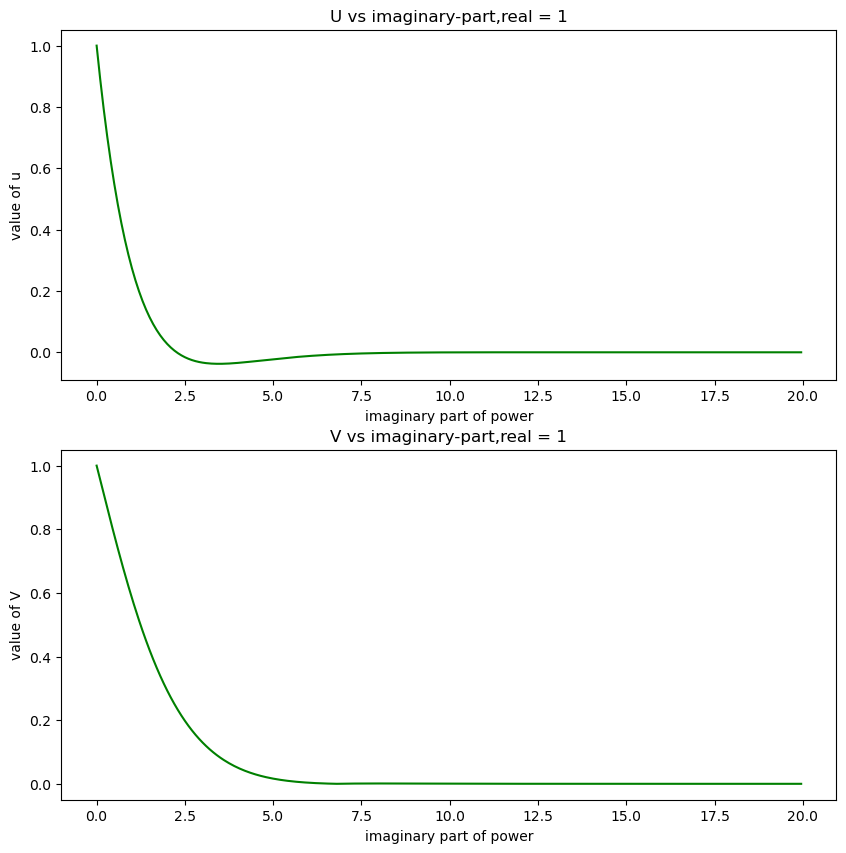 U vs imaginary-part,real = 1
1.0
0.8
0.6
0.4
0.2
0.0
value of u
0.0 2.5 5.0 7.5 10.0 12.5 15.0 17.5 20.0
imaginary part of power
V vs imaginary-part,real = 1
1.0
0.8
0.6
0.4
0.2
0.0
value of V
0.0 2.5 5.0 7.5 10.0 12.5 15.0 17.5 20.0
imaginary part of power